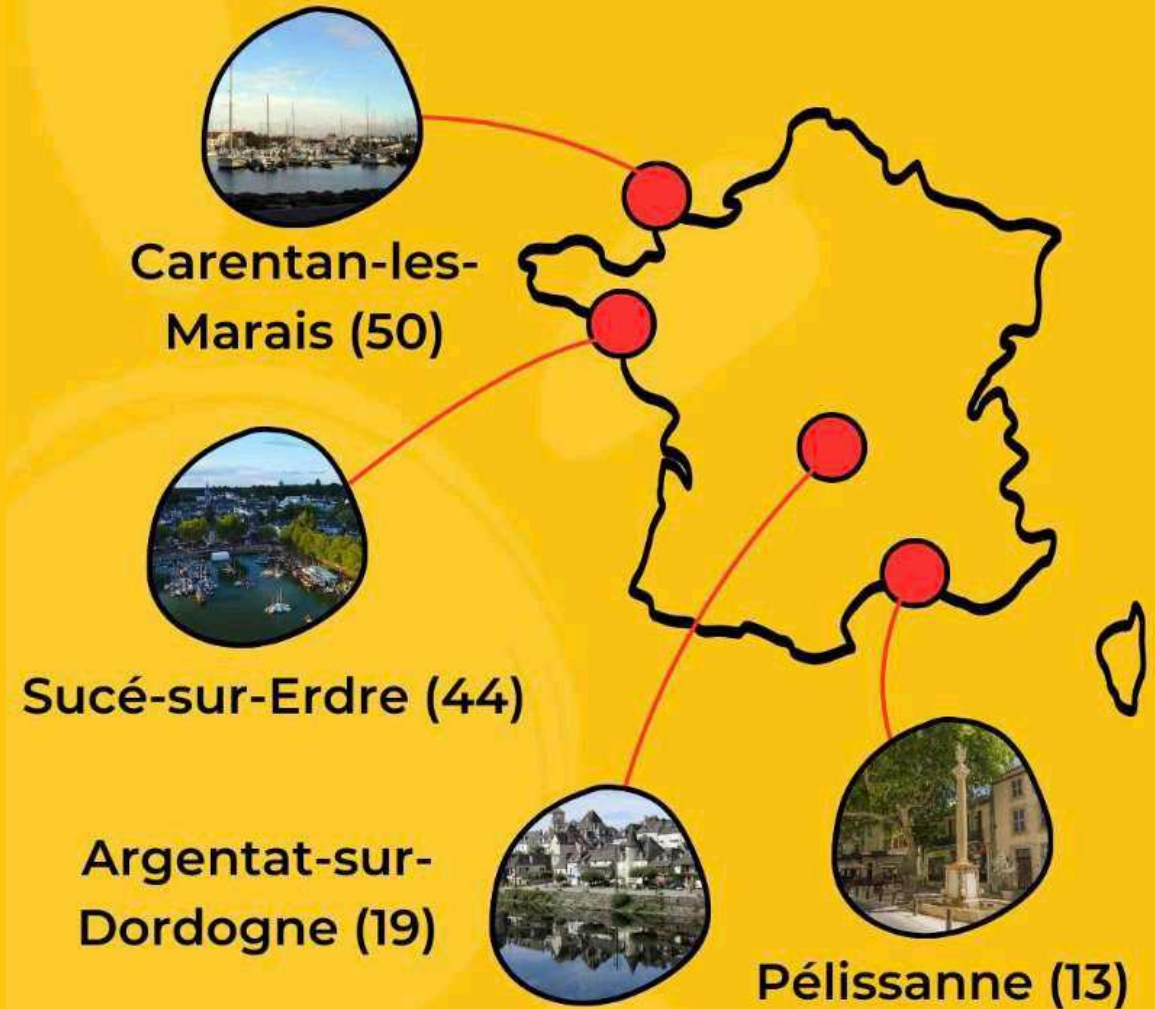 Carentan-les-
Marais (50)
Sucé-sur-Erdre (44)
Argentat-sur-
Dordogne (19)
Pélissanne (13)